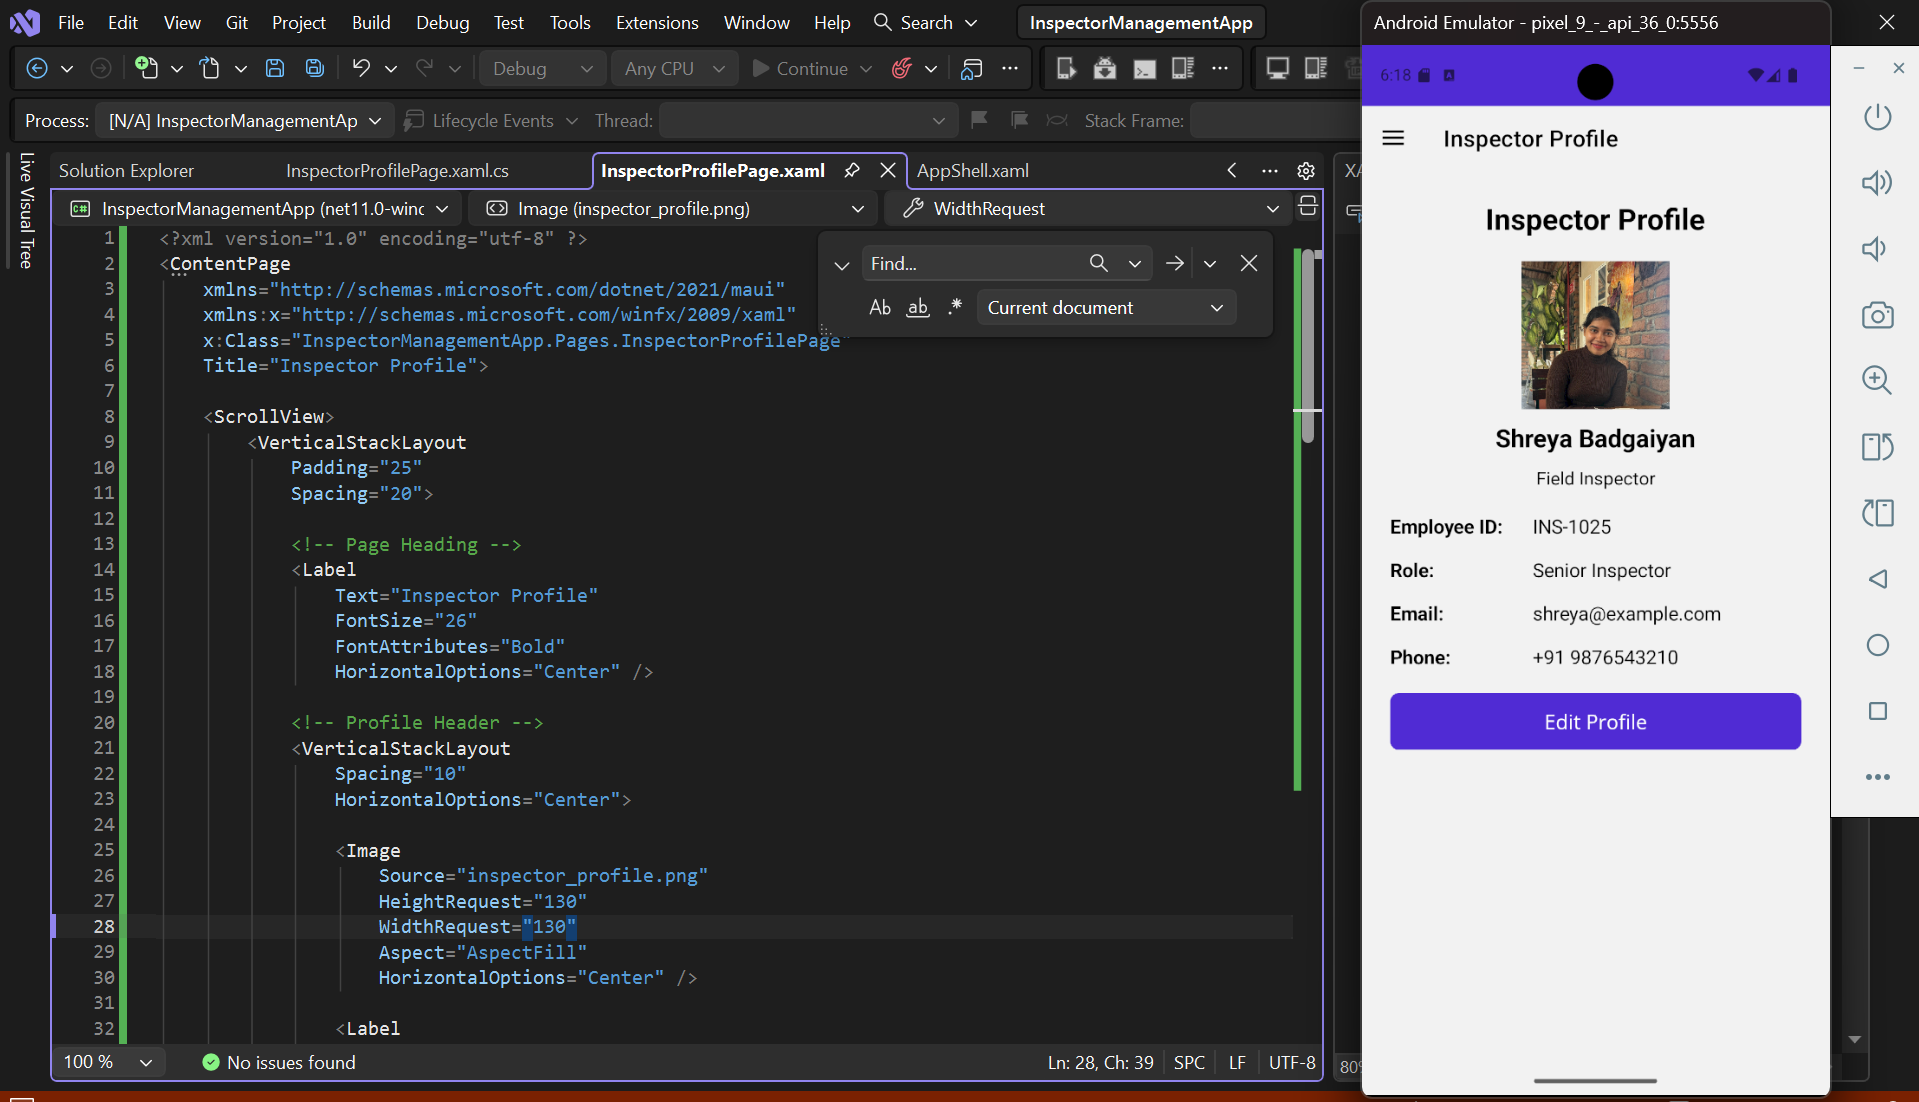 File Edit View Git Project Build Debug Test Tools Extensions Window Help Search InspectorManagementApp
Debug Any CPU Continue
Process: [N/A] InspectorManagementAp Lifecycle Events Thread: Stack Frame:
Live Visual Tree
Solution Explorer InspectorProfilePage.xaml.cs InspectorProfilePage.xaml AppShell.xaml XA
C# InspectorManagementApp (net11.0-winc Image (inspector_profile.png) WidthRequest
Find...
Ab ab .* Current document
1 <?xml version="1.0" encoding="utf-8" ?>
2 <ContentPage
3 xmlns="http://schemas.microsoft.com/dotnet/2021/maui"
4 xmlns:x="http://schemas.microsoft.com/winfx/2009/xaml"
5 x:Class="InspectorManagementApp.Pages.InspectorProfilePage"
6 Title="Inspector Profile">
7
8 <ScrollView>
9 <VerticalStackLayout
10 Padding="25"
11 Spacing="20">
12
13 <!-- Page Heading -->
14 <Label
15 Text="Inspector Profile"
16 FontSize="26"
17 FontAttributes="Bold"
18 HorizontalOptions="Center" />
19
20 <!-- Profile Header -->
21 <VerticalStackLayout
22 Spacing="10"
23 HorizontalOptions="Center">
24
25 <Image
26 Source="inspector_profile.png"
27 HeightRequest="130"
28 WidthRequest="130"
29 Aspect="AspectFill"
30 HorizontalOptions="Center" />
31
32 <Label
100 % No issues found Ln: 28, Ch: 39 SPC LF UTF-8
80%
Android Emulator - pixel_9_-_api_36_0:5556
6:18
Inspector Profile
Inspector Profile
Shreya Badgaiyan
Field Inspector
Employee ID: INS-1025
Role: Senior Inspector
Email: shreya@example.com
Phone: +91 9876543210
Edit Profile